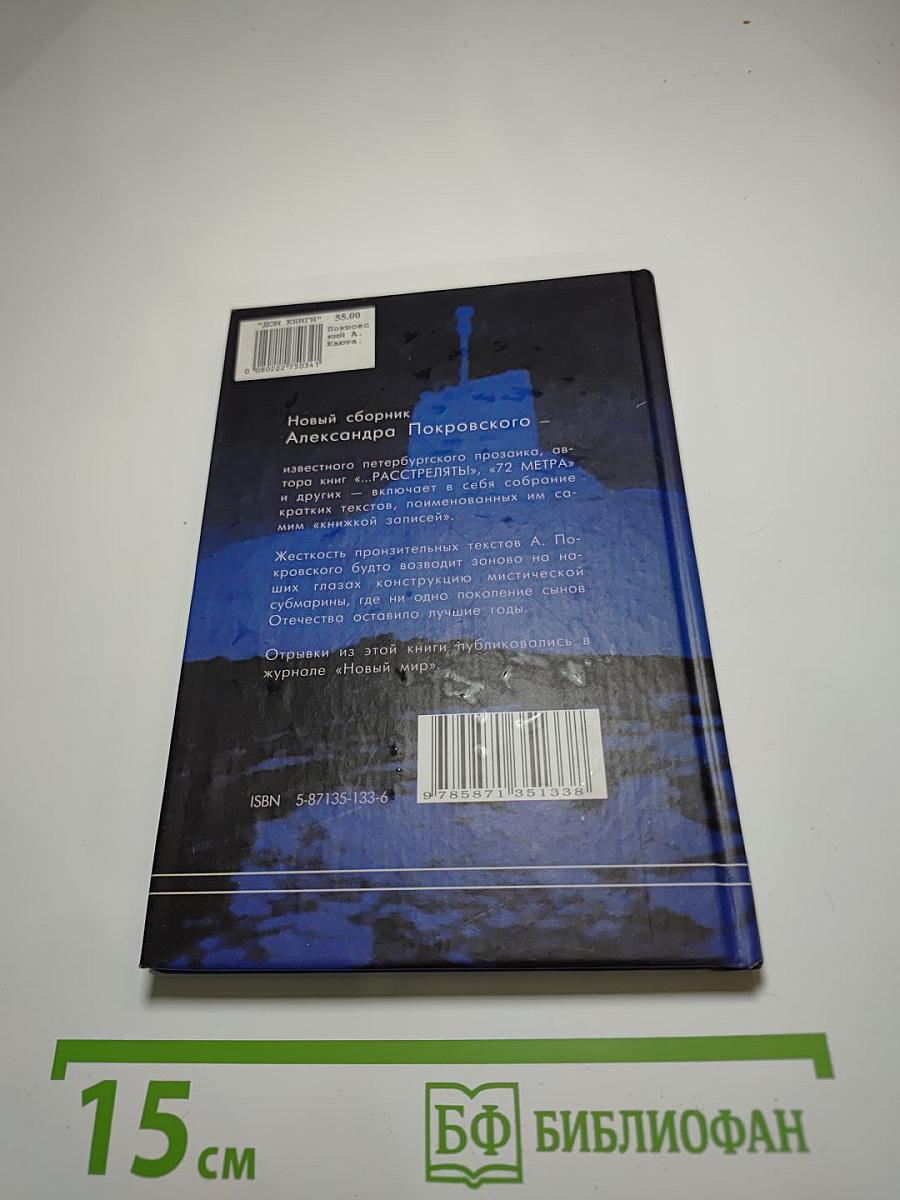 "ДОМ КНИГИ" 55.00
Покровс
кий А.
Каюта.
0 080222 750341
Новый сборник
Александра Покровского –
известного петербургского прозаика, ав-
тора книг «...РАССТРЕЛЯТЬ!», «72 МЕТРА»
и других — включает в себя собрание
кратких текстов, поименованных им са-
мим «книжкой записей».
Жесткость пронзительных текстов А. По-
кровского будто возводит заново на на-
ших глазах конструкцию мистической
субмарины, где ни одно поколение сынов
Отечества оставило лучшие годы.
Отрывки из этой книги публиковались в
журнале «Новый мир».
ISBN 5-87135-133-6
9 785871 351338
15 см
БФ БИБЛИОФАН